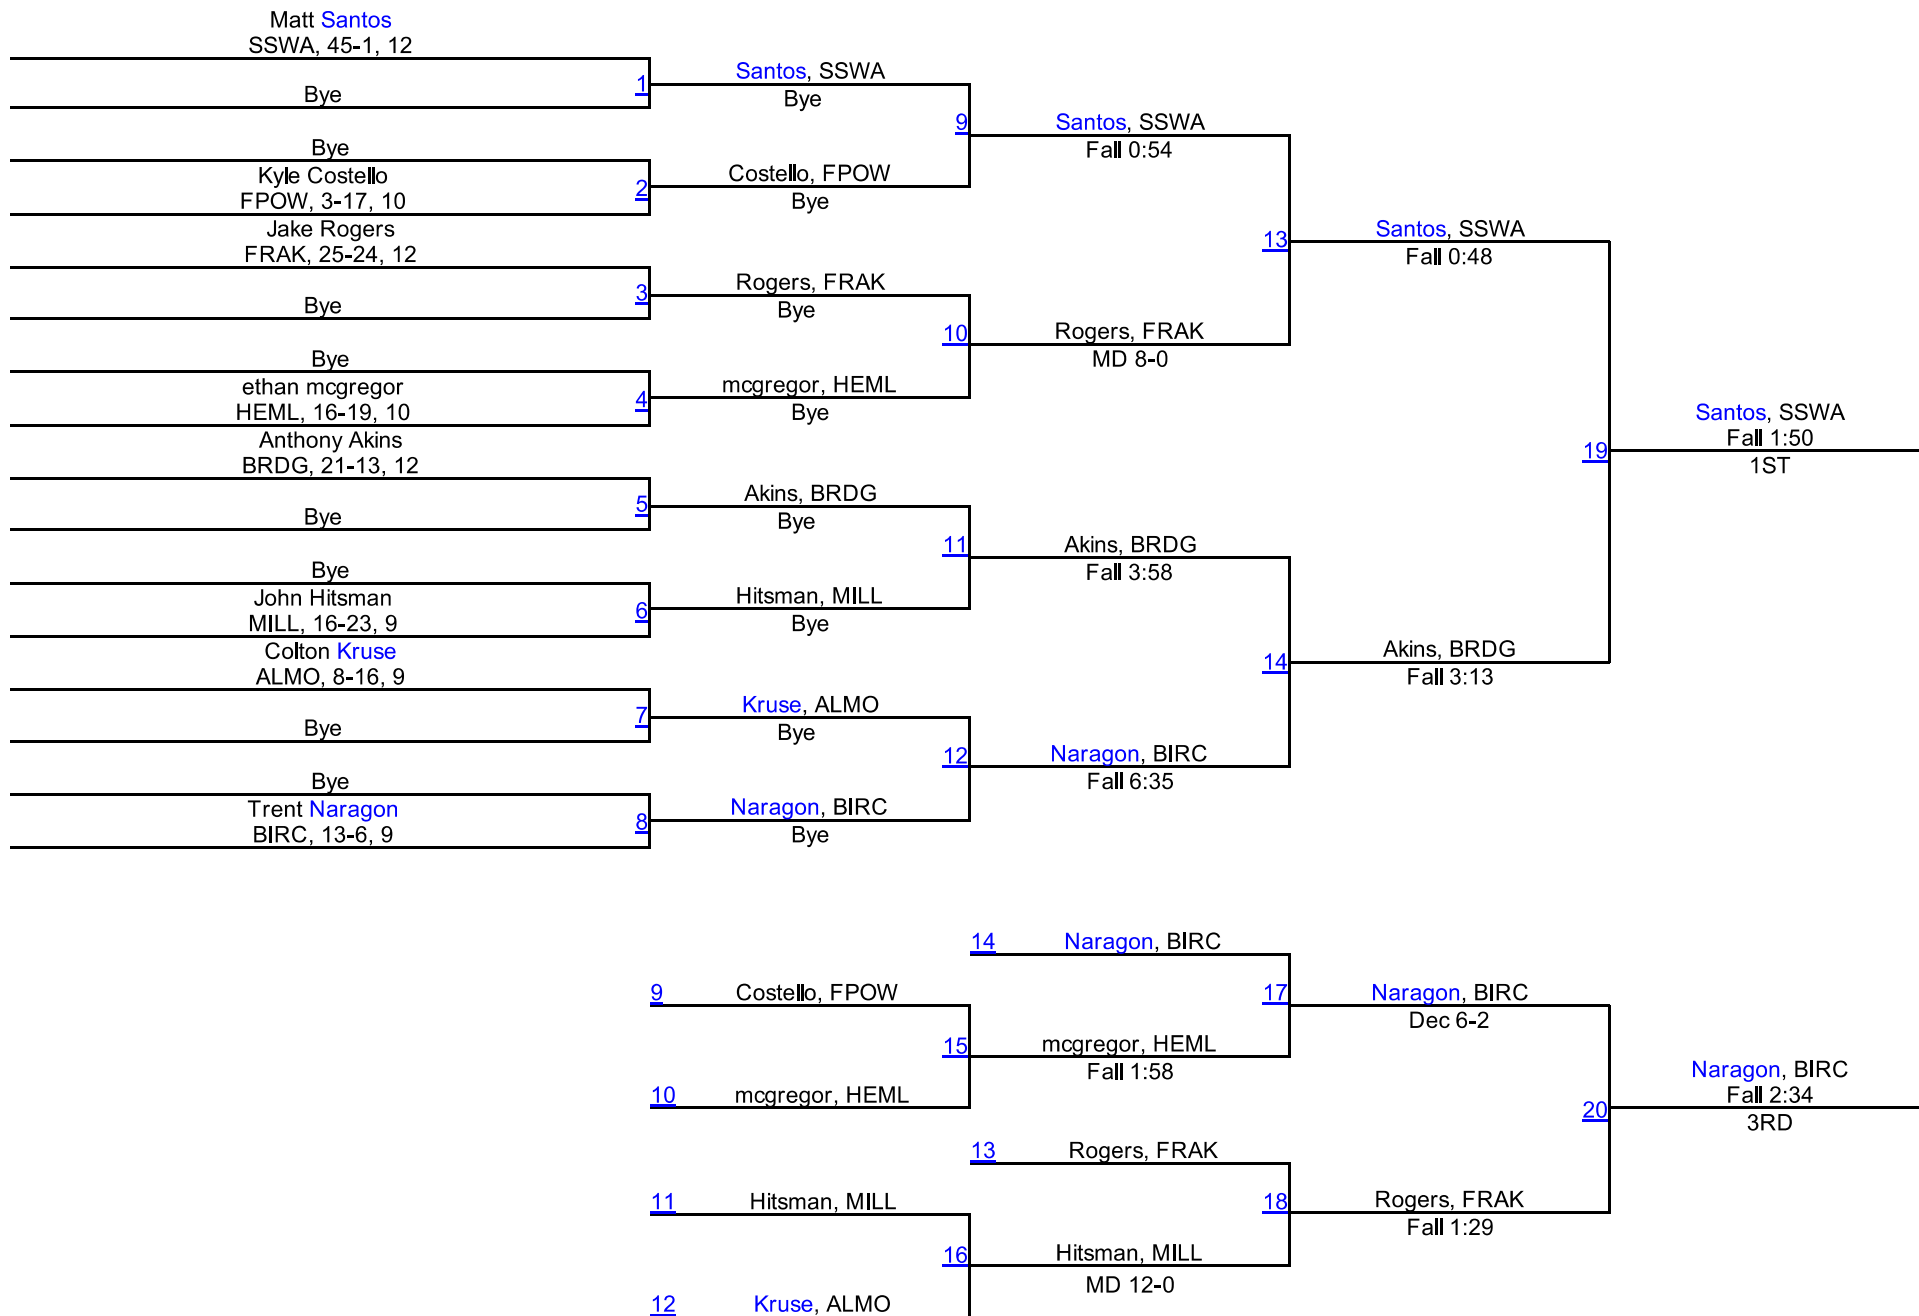 Matt Santos
SSWA, 45-1, 12
1
Bye
Bye
Kyle Costello
FPOW, 3-17, 10
2
Jake Rogers
FRAK, 25-24, 12
3
Bye
Bye
ethan mcgregor
HEML, 16-19, 10
4
Anthony Akins
BRDG, 21-13, 12
5
Bye
Bye
John Hitsman
MILL, 16-23, 9
6
Colton Kruse
ALMO, 8-16, 9
7
Bye
Bye
Trent Naragon
BIRC, 13-6, 9
8
Santos, SSWA
Bye
9
Costello, FPOW
Bye
Rogers, FRAK
Bye
10
mcgregor, HEML
Bye
Akins, BRDG
Bye
11
Hitsman, MILL
Bye
Kruse, ALMO
Bye
12
Naragon, BIRC
Bye
Santos, SSWA
Fall 0:54
13
Rogers, FRAK
MD 8-0
Akins, BRDG
Fall 3:58
14
Naragon, BIRC
Fall 6:35
Santos, SSWA
Fall 0:48
19
Akins, BRDG
Fall 3:13
Santos, SSWA
Fall 1:50
1ST
14 Naragon, BIRC
9 Costello, FPOW
17
15
mcgregor, HEML
Fall 1:58
10 mcgregor, HEML
Naragon, BIRC
Dec 6-2
20
13 Rogers, FRAK
11 Hitsman, MILL
18
16
Hitsman, MILL
MD 12-0
12 Kruse, ALMO
Rogers, FRAK
Fall 1:29
Naragon, BIRC
Fall 2:34
3RD